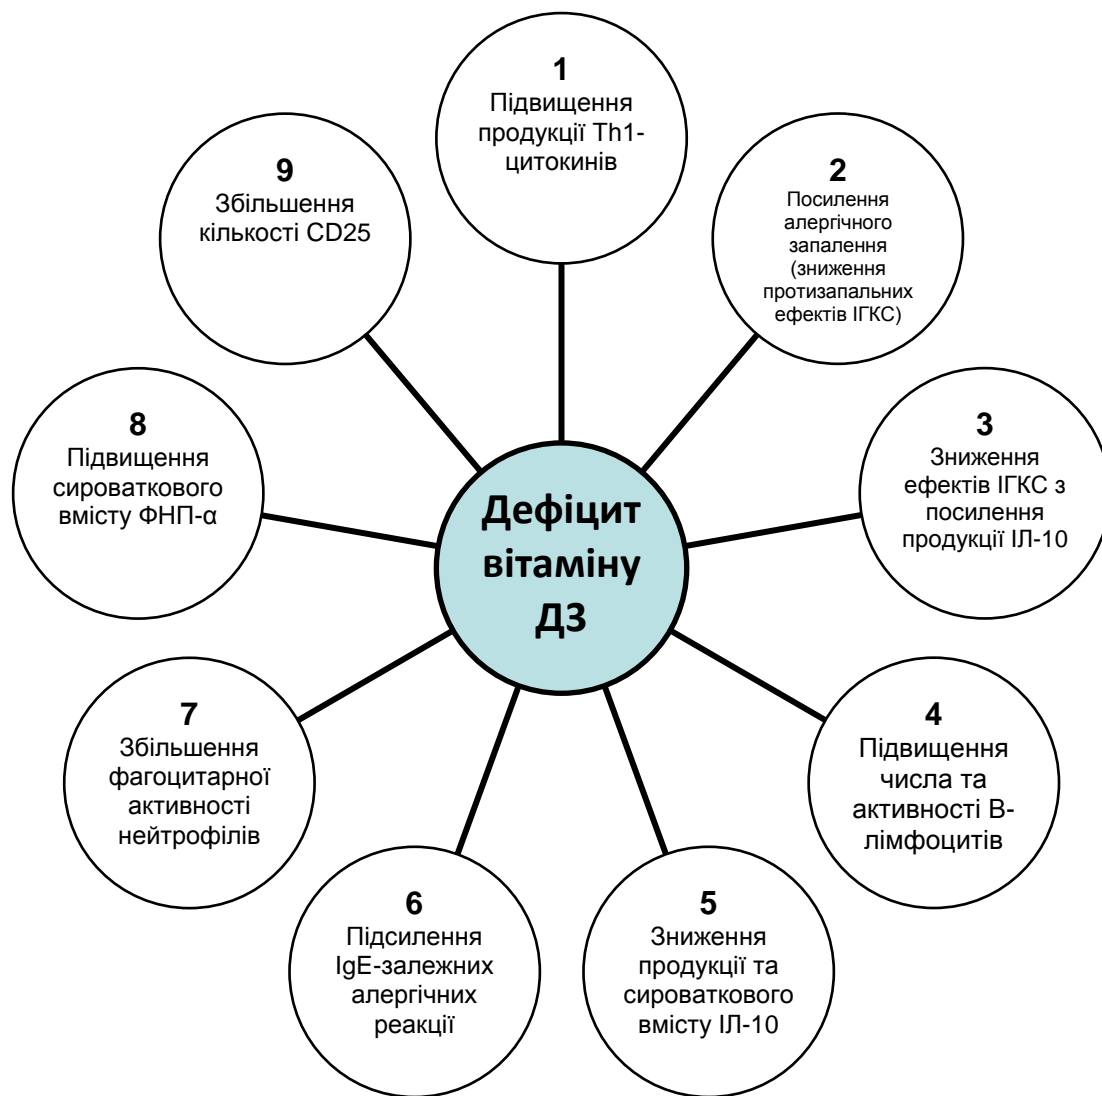 1
Підвищення
продукції Th1-
цитокинів
2
Посилення
алергічного
запалення
(зниження
протизапальних
ефектів ІГКС)
3
Зниження
ефектів ІГКС з
посилення
продукції ІЛ-10
4
Підвищення
числа та
активності В-
лімфоцитів
5
Зниження
продукції та
сироваткового
вмісту ІЛ-10
6
Підсилення
IgE-залежних
алергічних
реакції
7
Збільшення
фагоцитарної
активності
нейтрофілів
8
Підвищення
сироваткового
вмісту ФНП-α
9
Збільшення
кількості CD25
Дефіцит
вітаміну
Д3